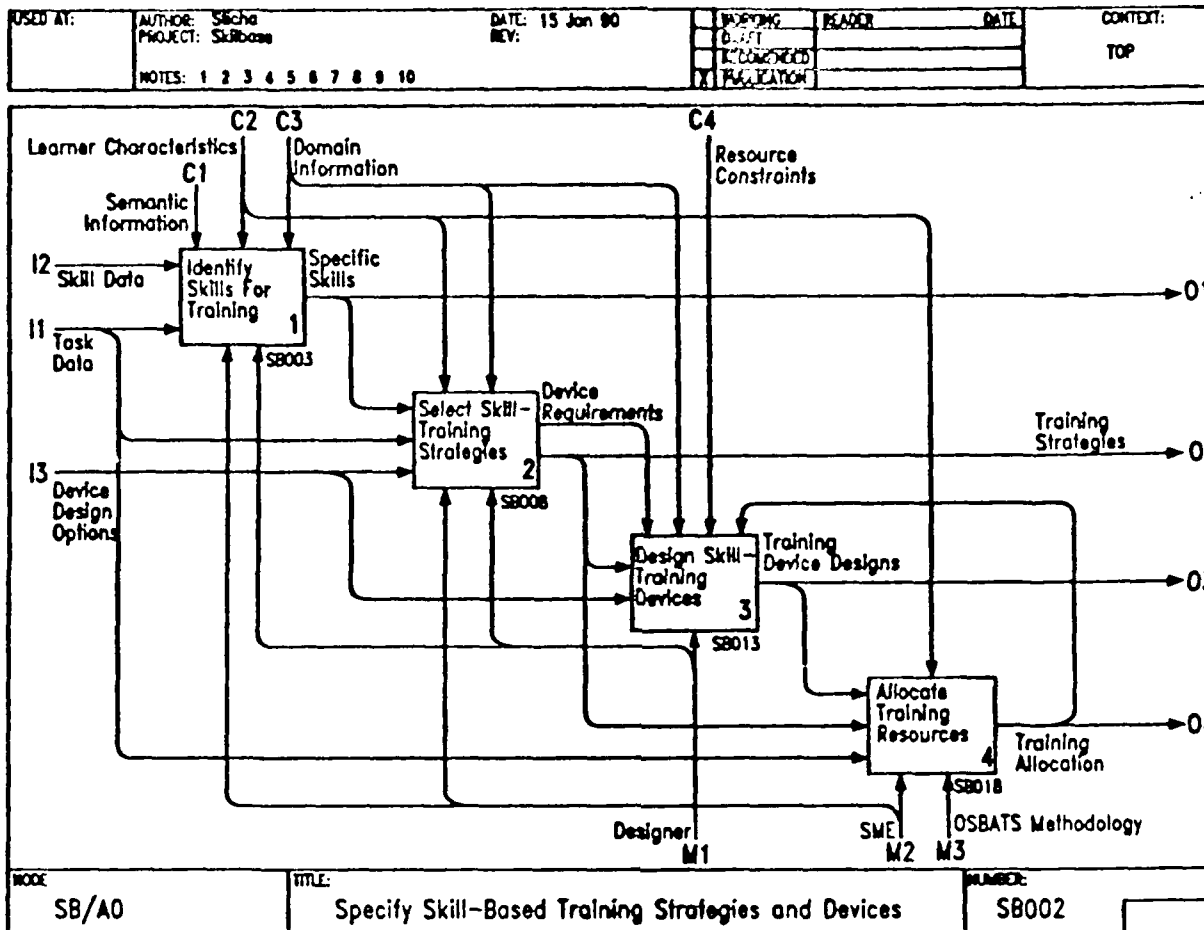 USED AT:
AUTHOR: Slicha
PROJECT: Skillbase
DATE: 15 Jan 90
REV:
NOTES: 1 2 3 4 5 6 7 8 9 10
WORKING
DRAFT
RECOMMENDED
X PUBLICATION
READER DATE
CONTEXT:
TOP
C2 C3 C4
Learner Characteristics
Domain
Information
Resource
Constraints
C1
Semantic
Information
I2
Skill Data
Identify
Skills For
Training
1
SB003
Specific
Skills
I1
Task
Data
Select Skill-
Training
Strategies
2
SB008
Device
Requirements
Training
Strategies
I3
Device
Design
Options
Design Skill-
Training
Devices
3
SB013
Training
Device Designs
Allocate
Training
Resources
4
SB018
Training
Allocation
Designer
M1
SME
M2
M3
OSBATS Methodology
NODE
SB/A0
TITLE:
Specify Skill-Based Training Strategies and Devices
NUMBER:
SB002